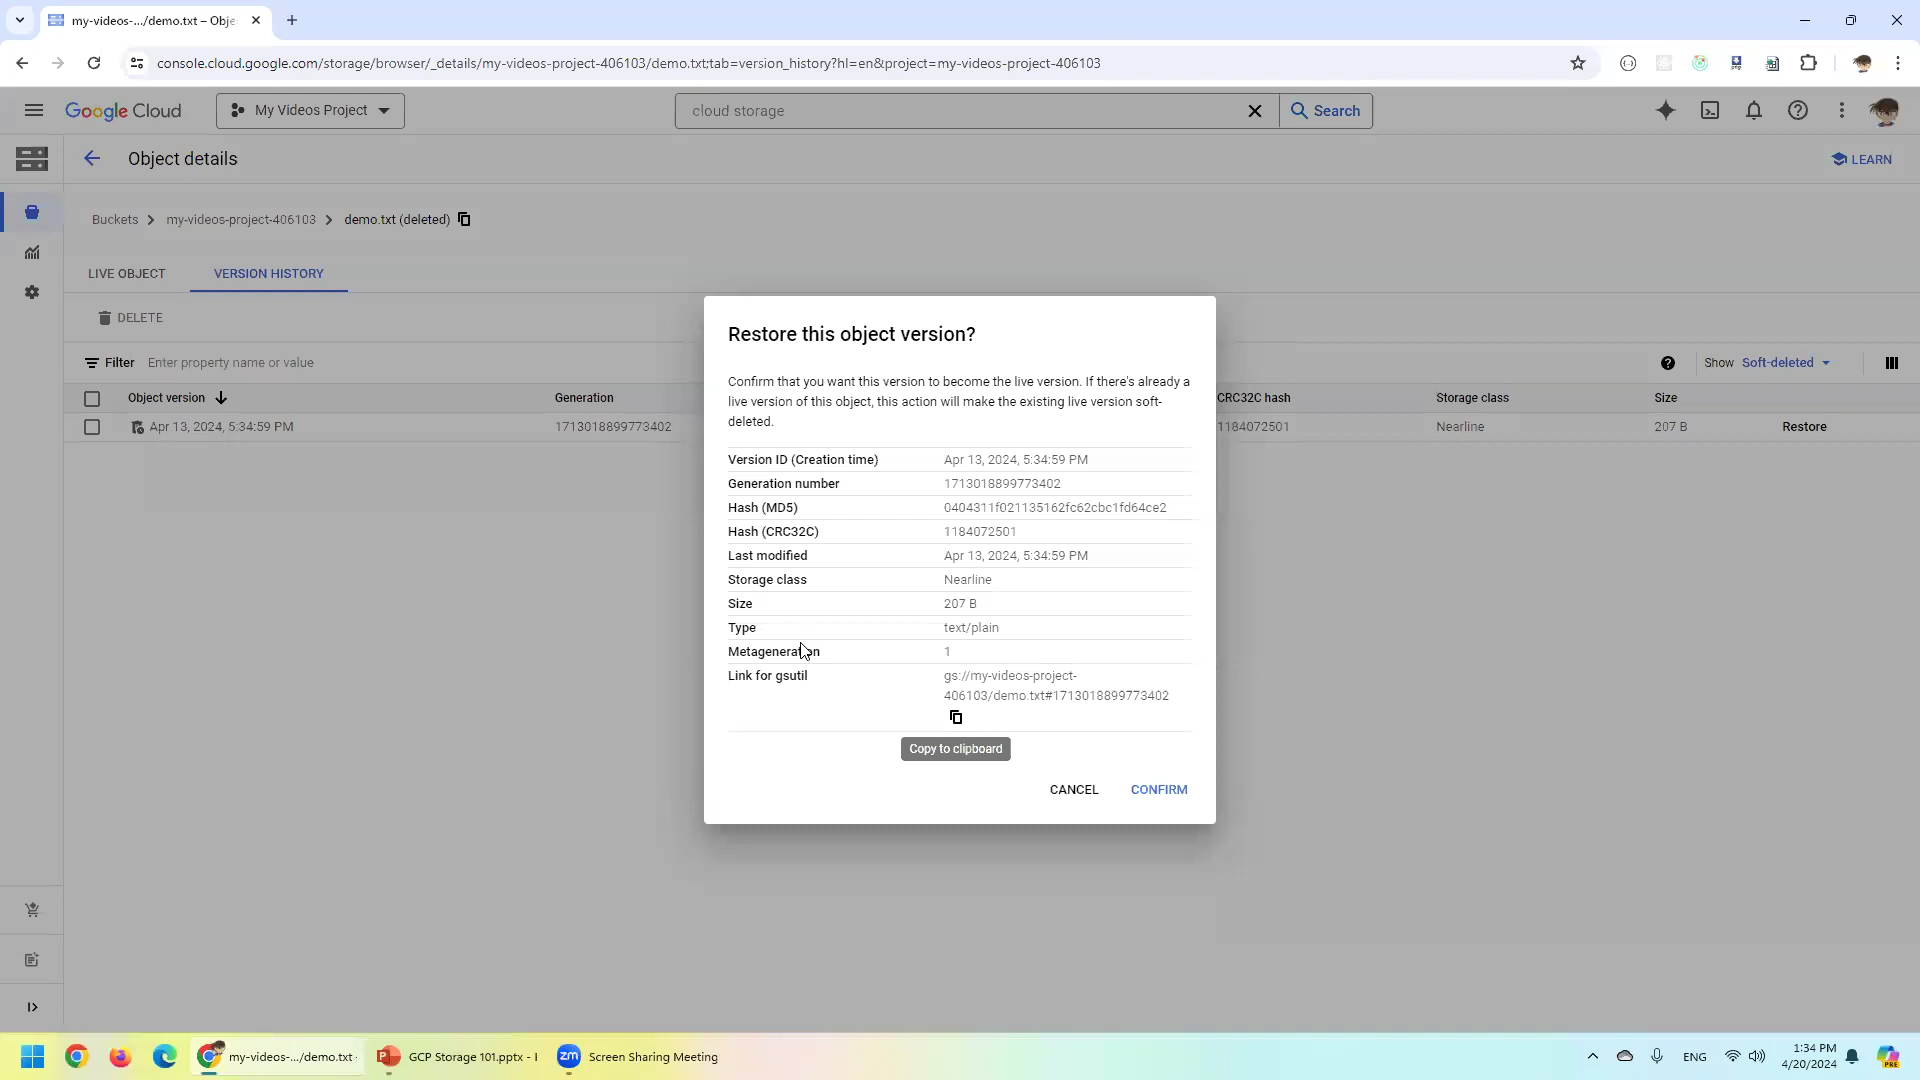 my-videos-.../demo.txt – Obje
console.cloud.google.com/storage/browser/_details/my-videos-project-406103/demo.txt;tab=version_history?hl=en&project=my-videos-project-406103
Google Cloud
My Videos Project
cloud storage
Search
Object details
LEARN
Buckets
my-videos-project-406103
demo.txt (deleted)
LIVE OBJECT
VERSION HISTORY
DELETE
Filter
Enter property name or value
Show
Soft-deleted
Object version
Generation
CRC32C hash
Storage class
Size
Apr 13, 2024, 5:34:59 PM
1713018899773402
1184072501
Nearline
207 B
Restore
Restore this object version?
Confirm that you want this version to become the live version. If there's already a
live version of this object, this action will make the existing live version soft-
deleted.
Version ID (Creation time)
Apr 13, 2024, 5:34:59 PM
Generation number
1713018899773402
Hash (MD5)
0404311f021135162fc62cbc1fd64ce2
Hash (CRC32C)
1184072501
Last modified
Apr 13, 2024, 5:34:59 PM
Storage class
Nearline
Size
207 B
Type
text/plain
Metageneration
1
Link for gsutil
gs://my-videos-project-
406103/demo.txt#1713018899773402
Copy to clipboard
CANCEL
CONFIRM
my-videos-.../demo.txt
GCP Storage 101.pptx - I
zm
Screen Sharing Meeting
ENG
1:34 PM
4/20/2024
PRE